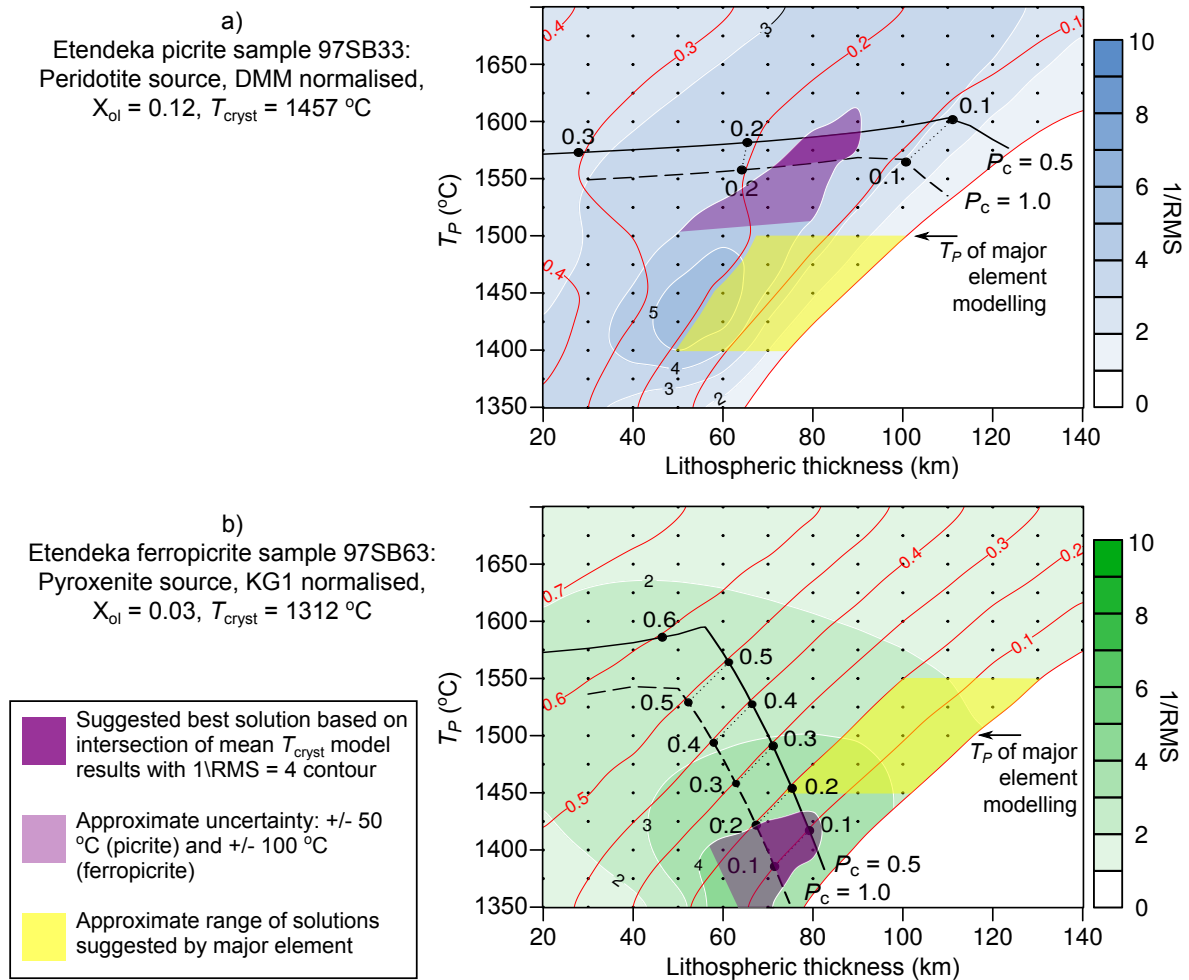 a)
Etendeka picrite sample 97SB33:
Peridotite source, DMM normalised,
Xol = 0.12, Tcryst = 1457 °C
TP (°C)
1650
1600
1550
1500
1450
1400
1350
0.4
0.3
3
0.2
0.1
0.3
0.2
0.1
0.2
0.1
Pc = 0.5
Pc = 1.0
TP of major
element
modelling
0.4
5
4
3
2
20 40 60 80 100 120 140
Lithospheric thickness (km)
10
8
6
4
2
0
1/RMS
b)
Etendeka ferropicrite sample 97SB63:
Pyroxenite source, KG1 normalised,
Xol = 0.03, Tcryst = 1312 °C
TP (°C)
1650
1600
1550
1500
1450
1400
1350
0.7
2
0.4
0.3
0.2
0.1
0.6
0.5
0.6
0.5
0.4
0.4
0.3
0.5
0.3
0.2
3
0.2
0.1
4
0.1
2
Pc = 0.5
Pc = 1.0
TP of major
element
modelling
20 40 60 80 100 120 140
Lithospheric thickness (km)
10
8
6
4
2
0
1/RMS
Suggested best solution based on
intersection of mean Tcryst model
results with 1\RMS = 4 contour
Approximate uncertainty: +/- 50
°C (picrite) and +/- 100 °C
(ferropicrite)
Approximate range of solutions
suggested by major element